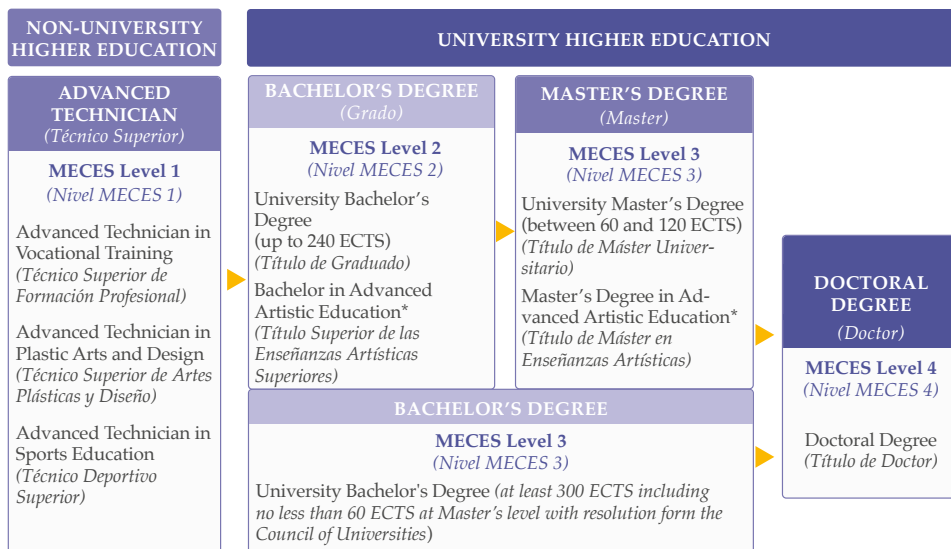 NON-UNIVERSITY
HIGHER EDUCATION
UNIVERSITY HIGHER EDUCATION
ADVANCED
TECHNICIAN
(Técnico Superior)
MECES Level 1
(Nivel MECES 1)
Advanced Technician in
Vocational Training
(Técnico Superior de
Formación Profesional)
Advanced Technician in
Plastic Arts and Design
(Técnico Superior de Artes
Plásticas y Diseño)
Advanced Technician in
Sports Education
(Técnico Deportivo
Superior)
BACHELOR'S DEGREE
(Grado)
MECES Level 2
(Nivel MECES 2)
University Bachelor's
Degree
(up to 240 ECTS)
(Título de Graduado)
Bachelor in Advanced
Artistic Education*
(Título Superior de las
Enseñanzas Artísticas
Superiores)
MASTER'S DEGREE
(Master)
MECES Level 3
(Nivel MECES 3)
University Master's Degree
(between 60 and 120 ECTS)
(Título de Máster Univer-
sitario)
Master's Degree in Ad-
vanced Artistic Education*
(Título de Máster en
Enseñanzas Artísticas)
BACHELOR'S DEGREE
MECES Level 3
(Nivel MECES 3)
University Bachelor's Degree (at least 300 ECTS including
no less than 60 ECTS at Master's level with resolution form the
Council of Universities)
DOCTORAL
DEGREE
(Doctor)
MECES Level 4
(Nivel MECES 4)
Doctoral Degree
(Título de Doctor)